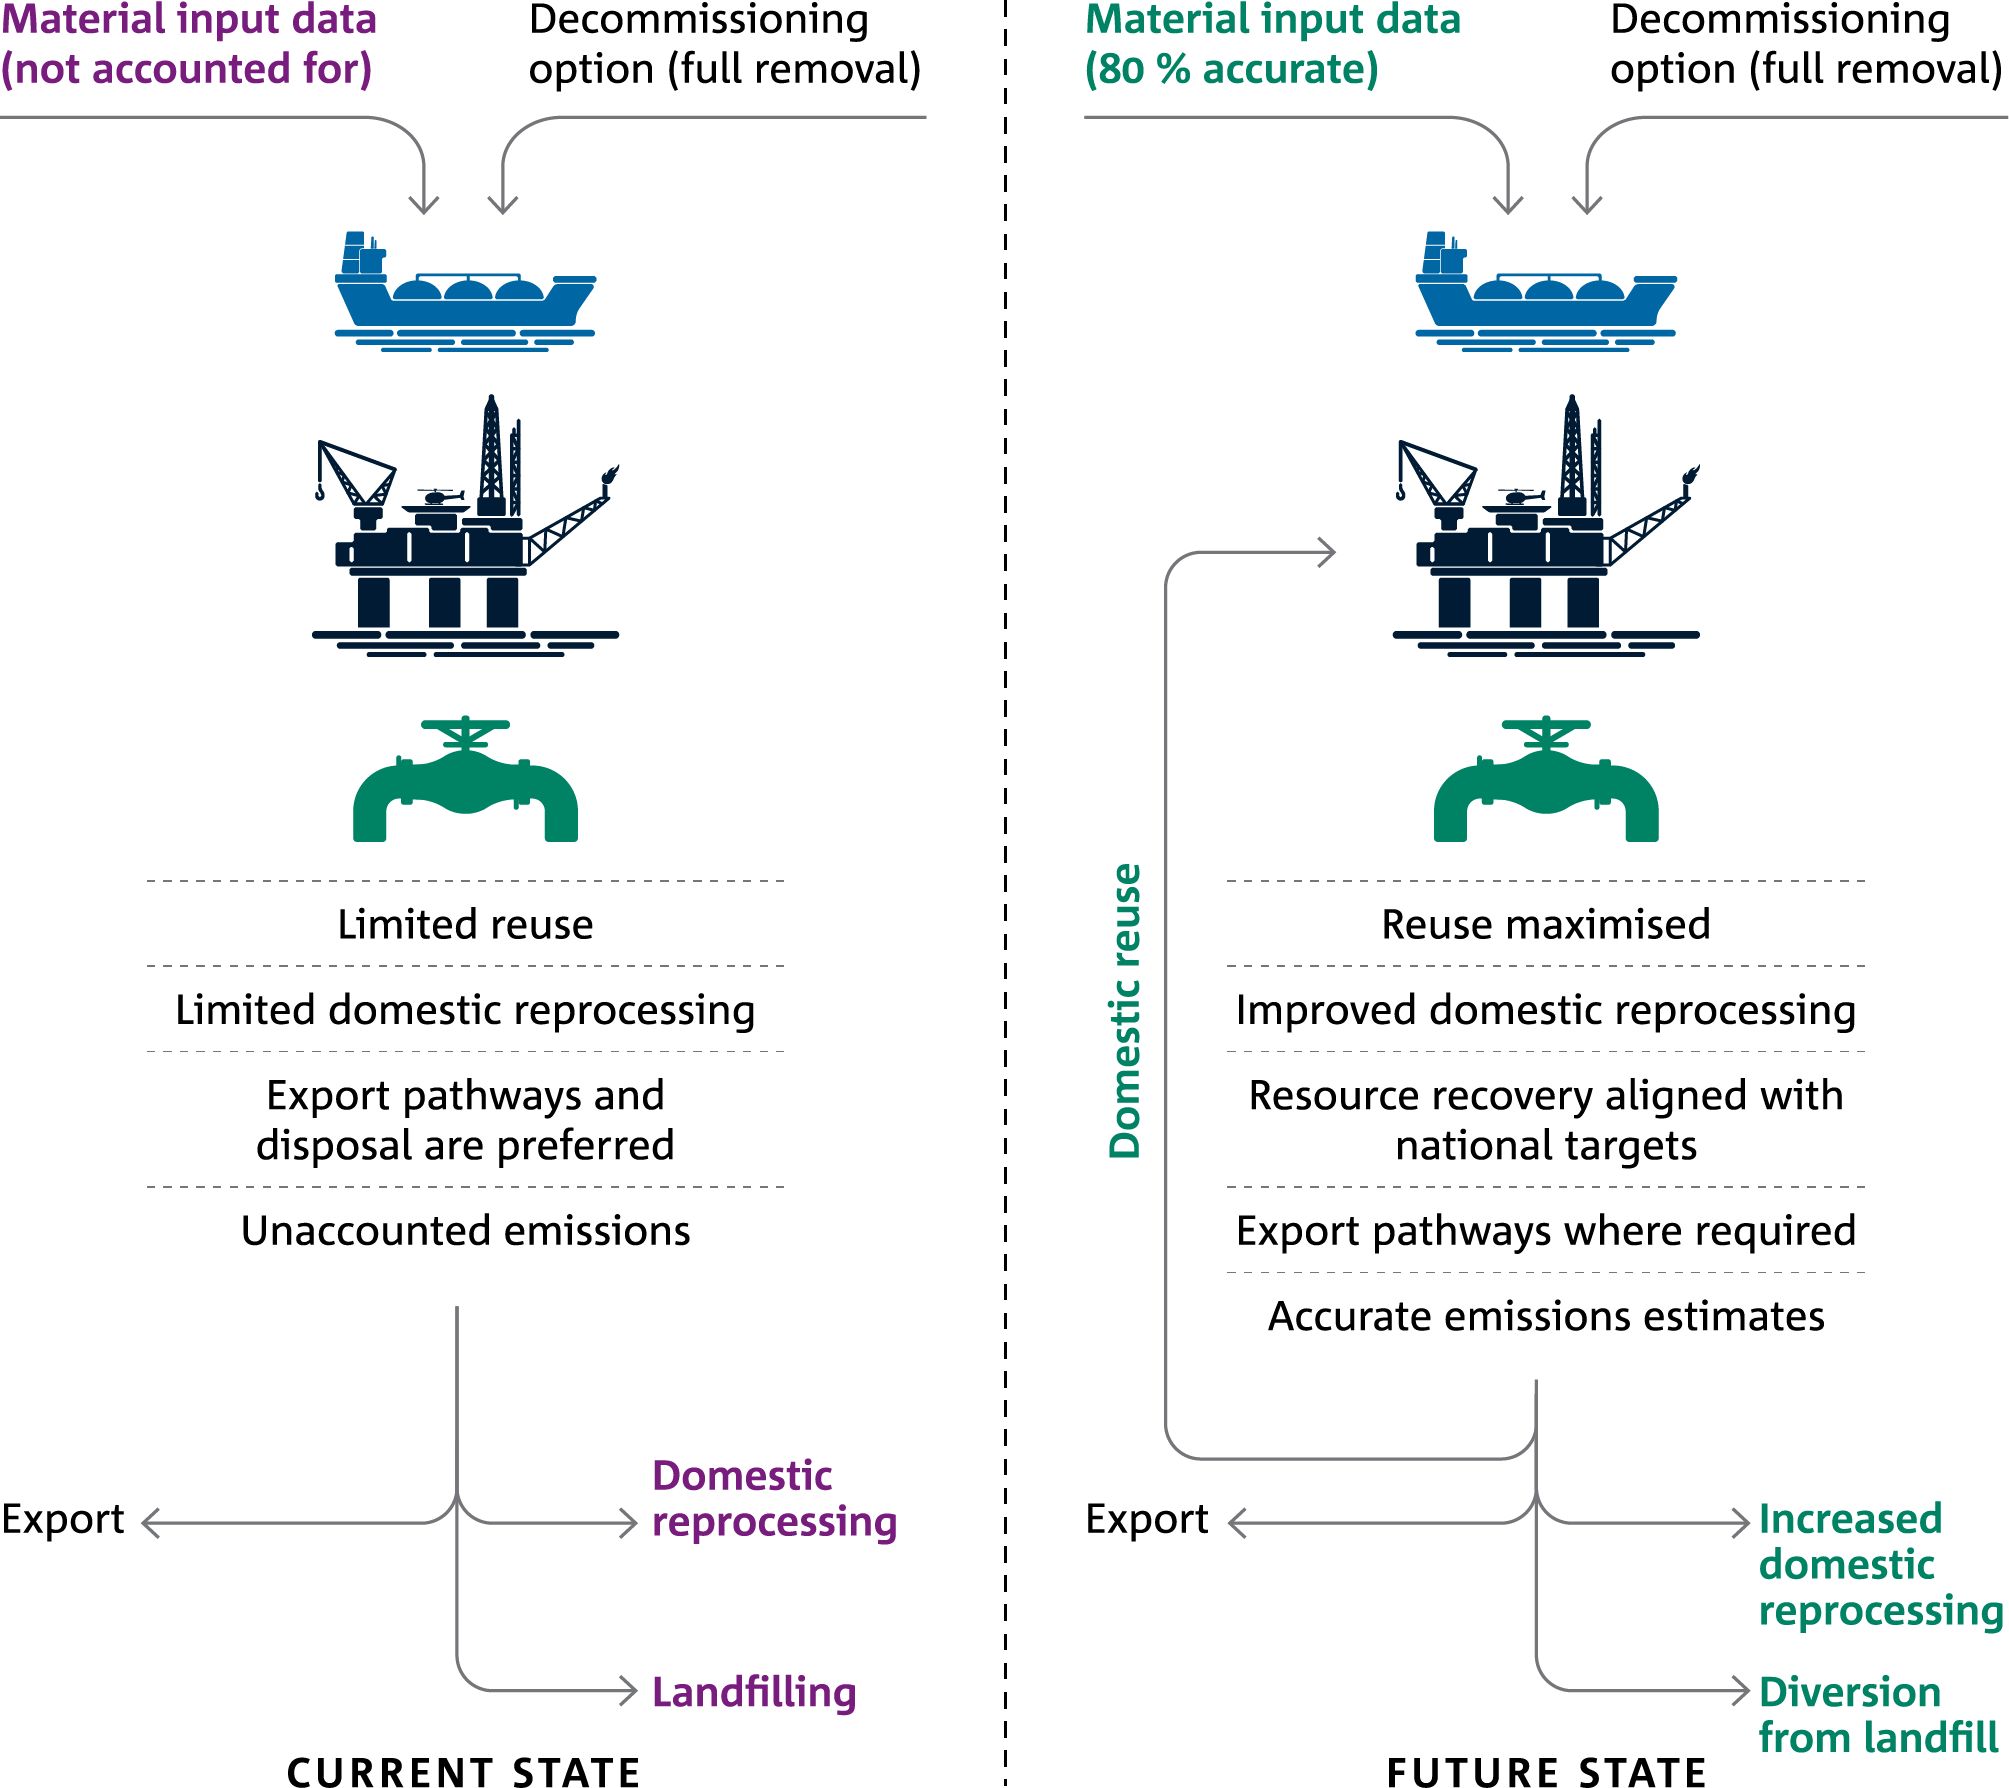 Material input data
(not accounted for)
Decommissioning
option (full removal)
Limited reuse
Limited domestic reprocessing
Export pathways and
disposal are preferred
Unaccounted emissions
Export
Domestic
reprocessing
Landfilling
CURRENT STATE
Material input data
(80 % accurate)
Decommissioning
option (full removal)
Domestic reuse
Reuse maximised
Improved domestic reprocessing
Resource recovery aligned with
national targets
Export pathways where required
Accurate emissions estimates
Export
Increased
domestic
reprocessing
Diversion
from landfill
FUTURE STATE